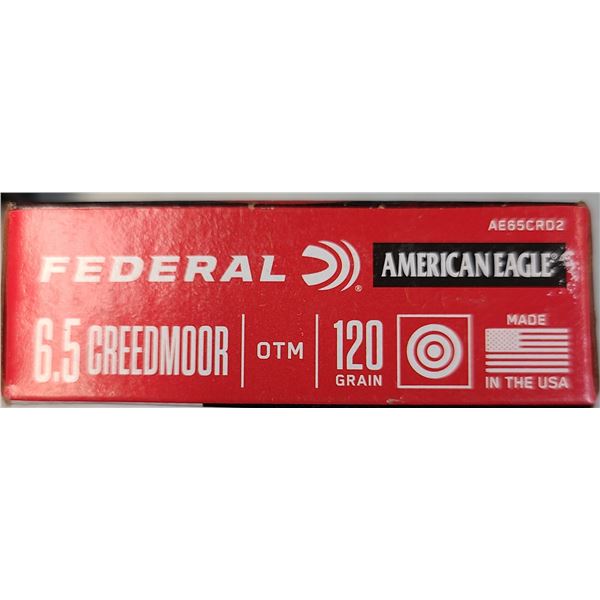 AE65CRD2
FEDERAL® AMERICAN EAGLE®
6.5 CREEDMOOR OTM 120 GRAIN
MADE IN THE USA